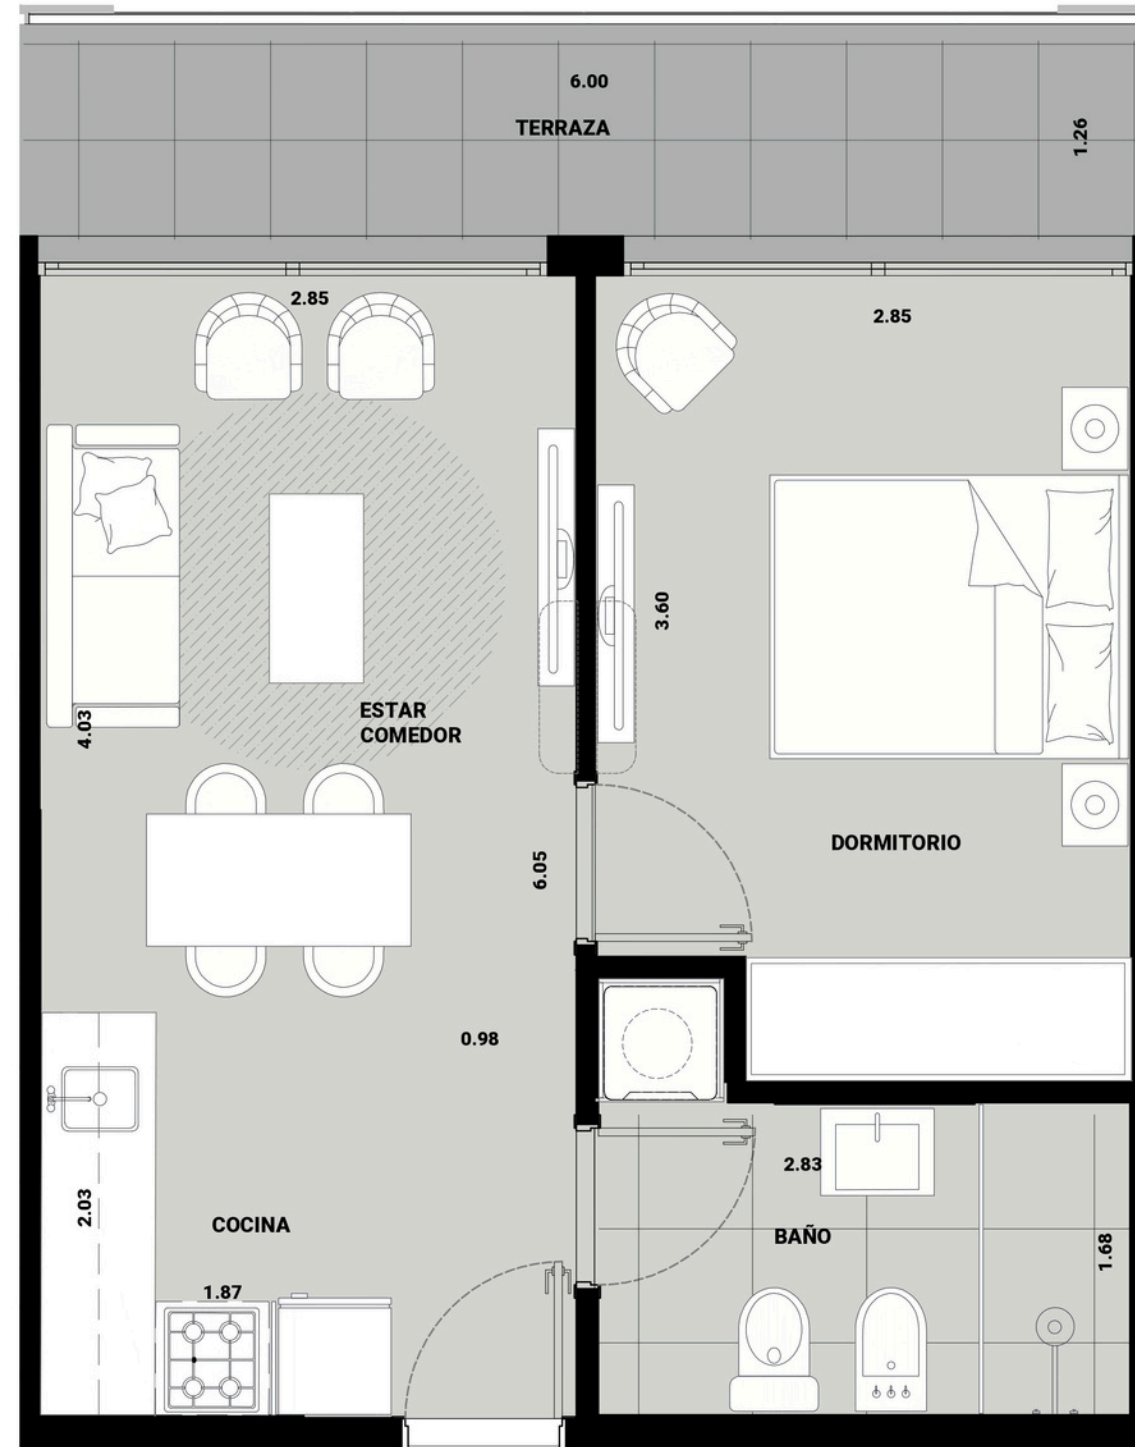 6.00
TERRAZA
1.26
2.85
2.85
3.60
ESTAR
COMEDOR
4.03
DORMITORIO
6.05
0.98
2.83
2.03
COCINA
BAÑO
1.68
1.87